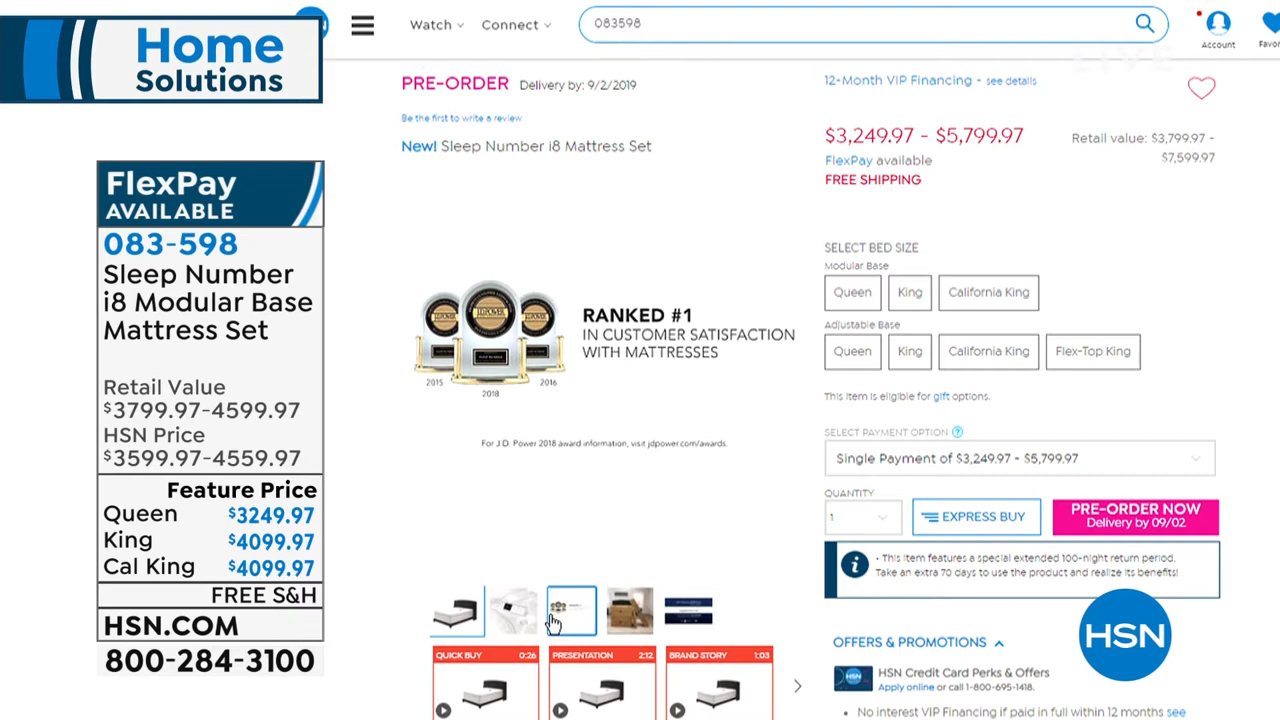 Home
Solutions
FlexPay
AVAILABLE
083-598
Sleep Number
i8 Modular Base
Mattress Set
Retail Value
$3799.97-4599.97
HSN Price
$3599.97-4559.97
Feature Price
Queen $3249.97
King $4099.97
Cal King $4099.97
FREE S&H
HSN.COM
800-284-3100
Watch
Connect
083598
Account
Favor
LIVE
PRE-ORDER Delivery by: 9/2/2019
Be the first to write a review
New! Sleep Number i8 Mattress Set
RANKED #1
IN CUSTOMER SATISFACTION
WITH MATTRESSES
J.D. POWER
2015
2018
2016
For J.D. Power 2018 award information, visit jdpower.com/awards.
QUICK BUY 0:26
PRESENTATION 2:12
BRAND STORY 1:03
12-Month VIP Financing - see details
$3,249.97 - $5,799.97
Retail value: $3,799.97 -
$7,599.97
FlexPay available
FREE SHIPPING
SELECT BED SIZE
Modular Base
Queen
King
California King
Adjustable Base
Queen
King
California King
Flex-Top King
This item is eligible for gift options.
SELECT PAYMENT OPTION ?
Single Payment of $3,249.97 - $5,799.97
QUANTITY
1
EXPRESS BUY
PRE-ORDER NOW
Delivery by 09/02
i
• This item features a special extended 100-night return period.
Take an extra 70 days to use the product and realize its benefits!
HSN
OFFERS & PROMOTIONS
HSN
HSN Credit Card Perks & Offers
Apply online or call 1-800-695-1418.
• No interest VIP Financing if paid in full within 12 months see